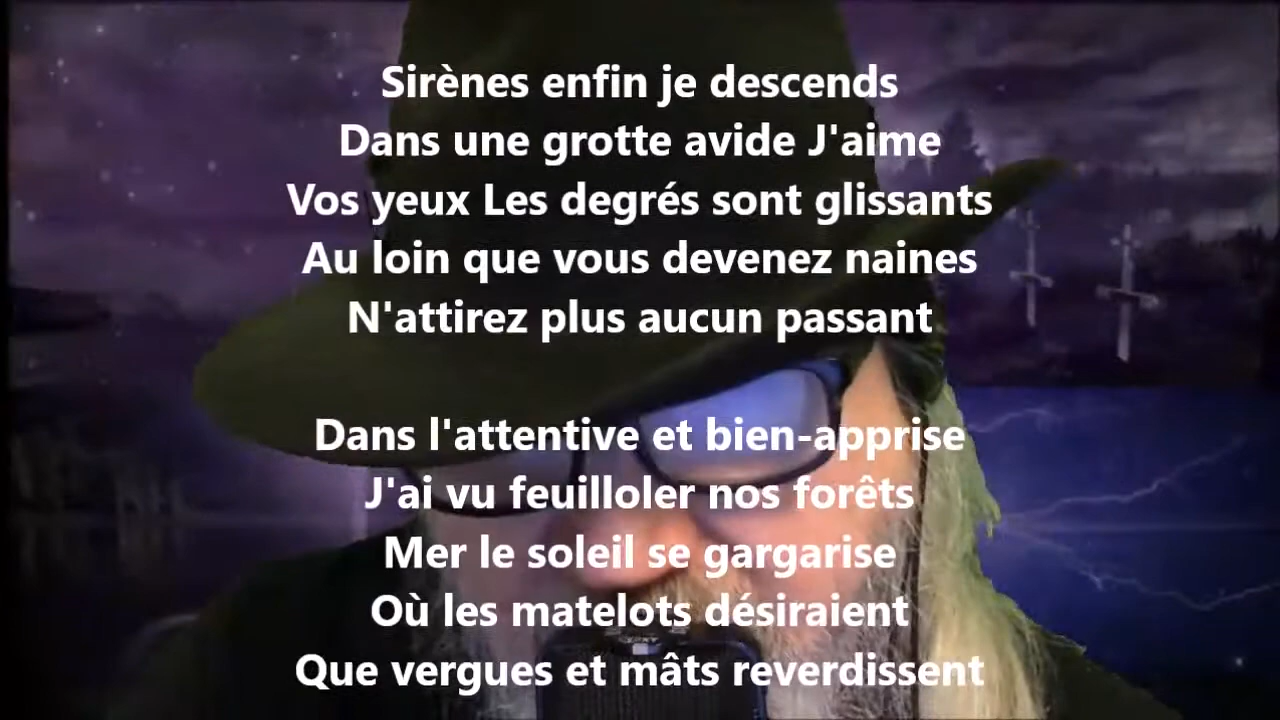 Sirènes enfin je descends
Dans une grotte avide J'aime
Vos yeux Les degrés sont glissants
Au loin que vous devenez naines
N'attirez plus aucun passant
Dans l'attentive et bien-apprise
J'ai vu feuilloler nos forêts
Mer le soleil se gargarise
Où les matelots désiraient
Que vergues et mâts reverdissent